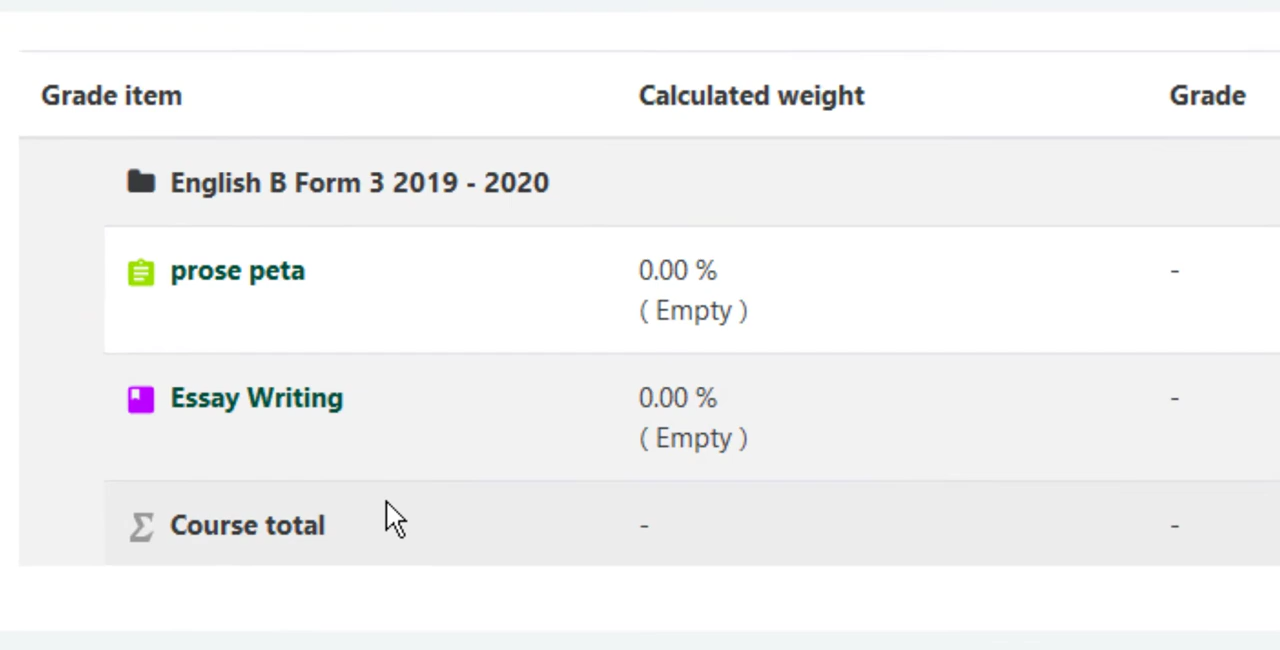 Grade item Calculated weight Grade
English B Form 3 2019 - 2020
prose peta 0.00 % -
( Empty )
Essay Writing 0.00 % -
( Empty )
Course total - -